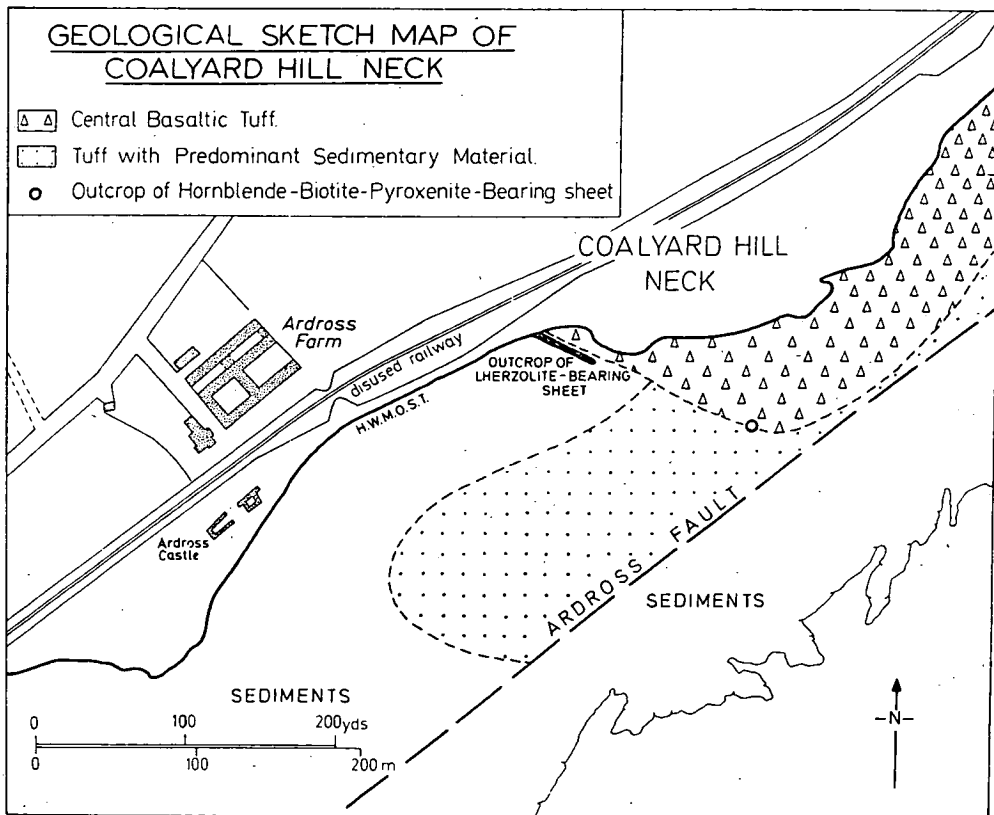 GEOLOGICAL SKETCH MAP OF
COALYARD HILL NECK
Central Basaltic Tuff.
Tuff with Predominant Sedimentary Material.
Outcrop of Hornblende-Biotite-Pyroxenite-Bearing sheet
COALYARD HILL
NECK
Ardross
Farm
disused railway
H.W.M.O.S.T.
OUTCROP OF
LHERZOLITE-BEARING
SHEET
Ardross
Castle
ARDROSS FAULT
SEDIMENTS
SEDIMENTS
0 100 200yds
0 100 200 m
-N-